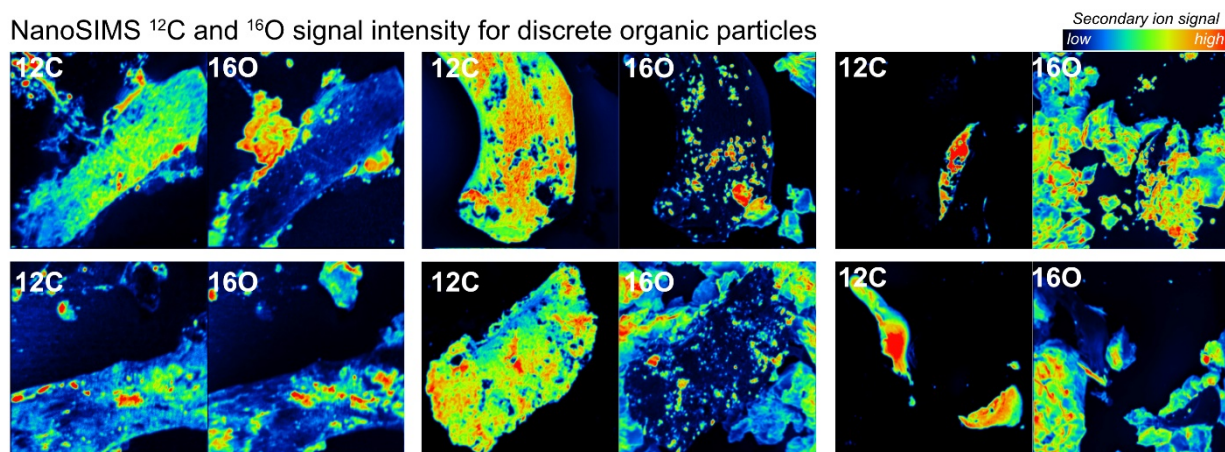 NanoSIMS ¹²C and ¹⁶O signal intensity for discrete organic particles
Secondary ion signal
low high
12C 16O 12C 16O 12C 16O
12C 16O 12C 16O 12C 16O